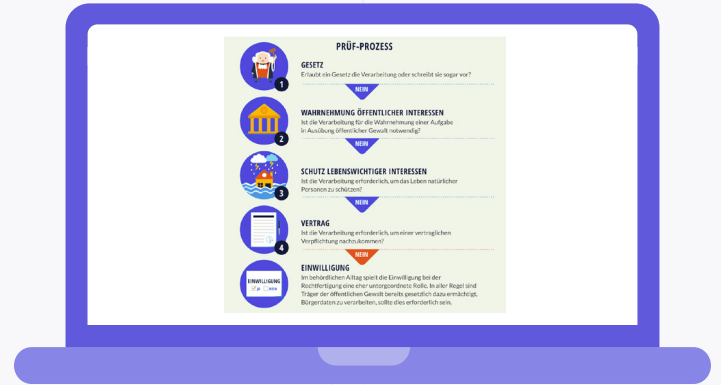 PRÜF-PROZESS
GESETZ
Erlaubt ein Gesetz die Verarbeitung oder schreibt sie sogar vor?
1
NEIN
WAHRNEHMUNG ÖFFENTLICHER INTERESSEN
Ist die Verarbeitung für die Wahrnehmung einer Aufgabe
in Ausübung öffentlicher Gewalt notwendig?
2
NEIN
SCHUTZ LEBENSWICHTIGER INTERESSEN
Ist die Verarbeitung erforderlich, um das Leben natürlicher
Personen zu schützen?
3
NEIN
VERTRAG
Ist die Verarbeitung erforderlich, um einer vertraglichen
Verpflichtung nachzukommen?
4
NEIN
EINWILLIGUNG
Im behördlichen Alltag spielt die Einwilligung bei der
Rechtfertigung eine eher untergeordnete Rolle. In aller Regel sind
Träger der öffentlichen Gewalt bereits gesetzlich dazu ermächtigt,
Bürgerdaten zu verarbeiten, sollte dies erforderlich sein.
EINWILLIGUNG